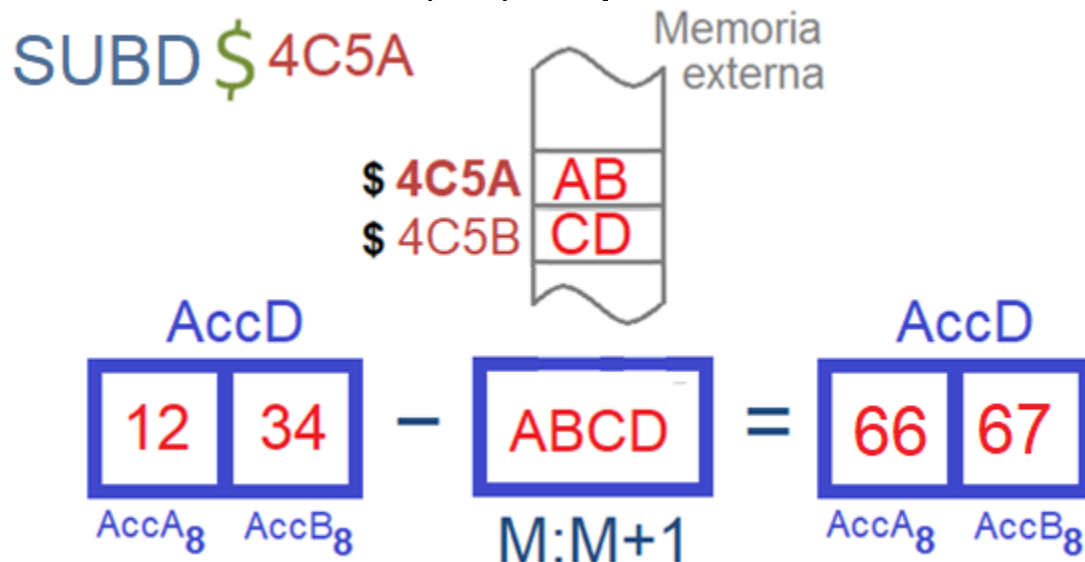 SUBD $ 4C5A
Memoria
externa
$ 4C5A AB
$ 4C5B CD
AccD AccD
12 34 − ABCD = 66 67
AccA8 AccB8 M:M+1 AccA8 AccB8